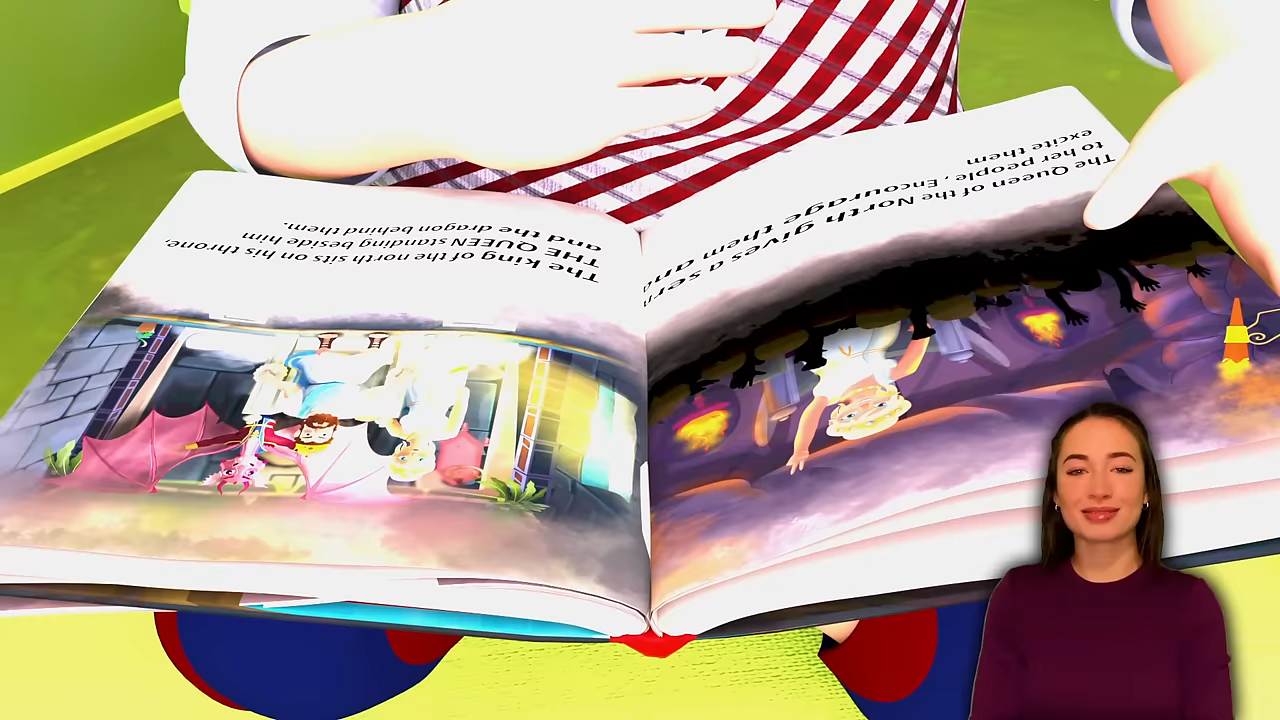 The king of the north sits on his throne.
THE QUEEN standing beside him
and the dragon behind them.
The Queen of the North gives a
to her people, Encourage them and
excite them